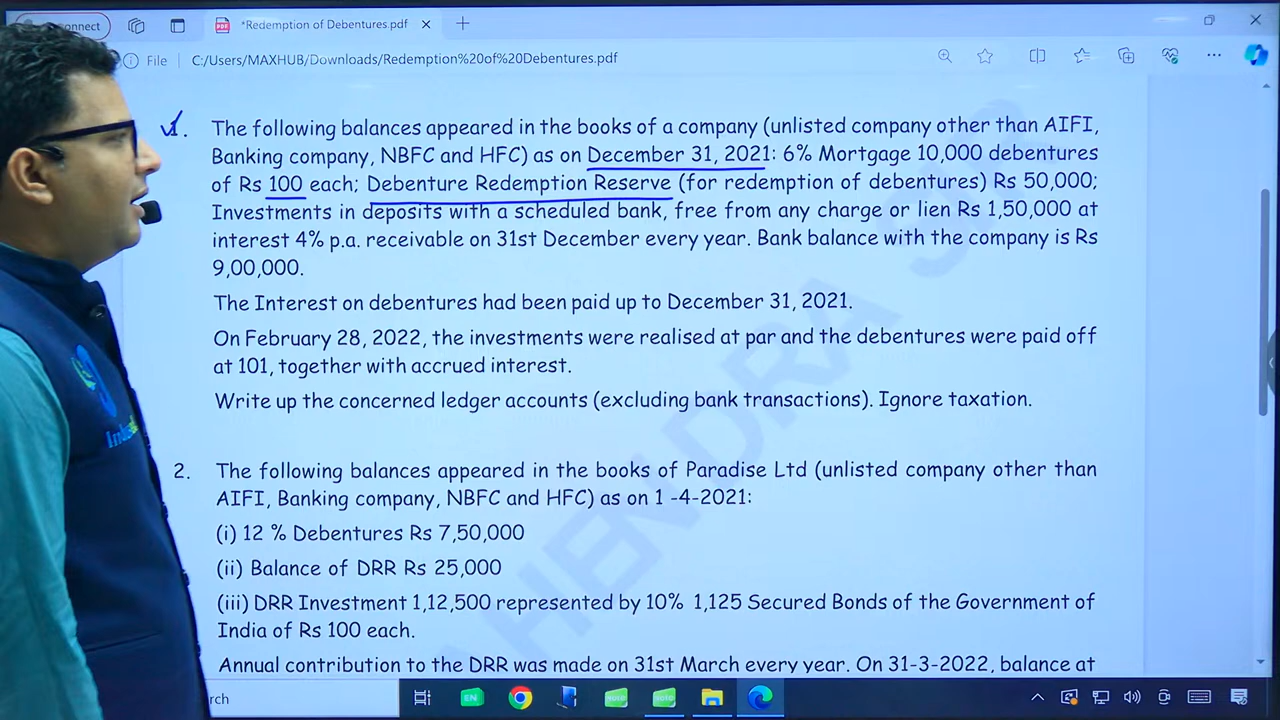 onnect
*Redemption of Debentures.pdf
File
C:/Users/MAXHUB/Downloads/Redemption%20of%20Debentures.pdf
1. The following balances appeared in the books of a company (unlisted company other than AIFI,
Banking company, NBFC and HFC) as on December 31, 2021: 6% Mortgage 10,000 debentures
of Rs 100 each; Debenture Redemption Reserve (for redemption of debentures) Rs 50,000;
Investments in deposits with a scheduled bank, free from any charge or lien Rs 1,50,000 at
interest 4% p.a. receivable on 31st December every year. Bank balance with the company is Rs
9,00,000.
The Interest on debentures had been paid up to December 31, 2021.
On February 28, 2022, the investments were realised at par and the debentures were paid off
at 101, together with accrued interest.
Write up the concerned ledger accounts (excluding bank transactions). Ignore taxation.
2. The following balances appeared in the books of Paradise Ltd (unlisted company other than
AIFI, Banking company, NBFC and HFC) as on 1 -4-2021:
(i) 12 % Debentures Rs 7,50,000
(ii) Balance of DRR Rs 25,000
(iii) DRR Investment 1,12,500 represented by 10% 1,125 Secured Bonds of the Government of
India of Rs 100 each.
Annual contribution to the DRR was made on 31st March every year. On 31-3-2022, balance at
rch
EN